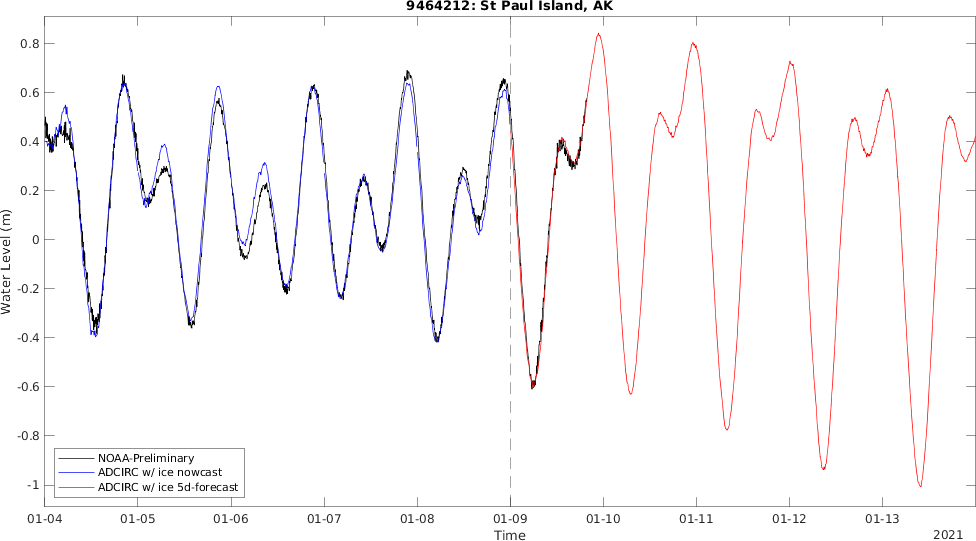 9464212: St Paul Island, AK
0.8
0.6
0.4
0.2
0
-0.2
-0.4
-0.6
-0.8
-1
Water Level (m)
NOAA-Preliminary
ADCIRC w/ ice nowcast
ADCIRC w/ ice 5d-forecast
01-04 01-05 01-06 01-07 01-08 01-09 01-10 01-11 01-12 01-13
Time
2021